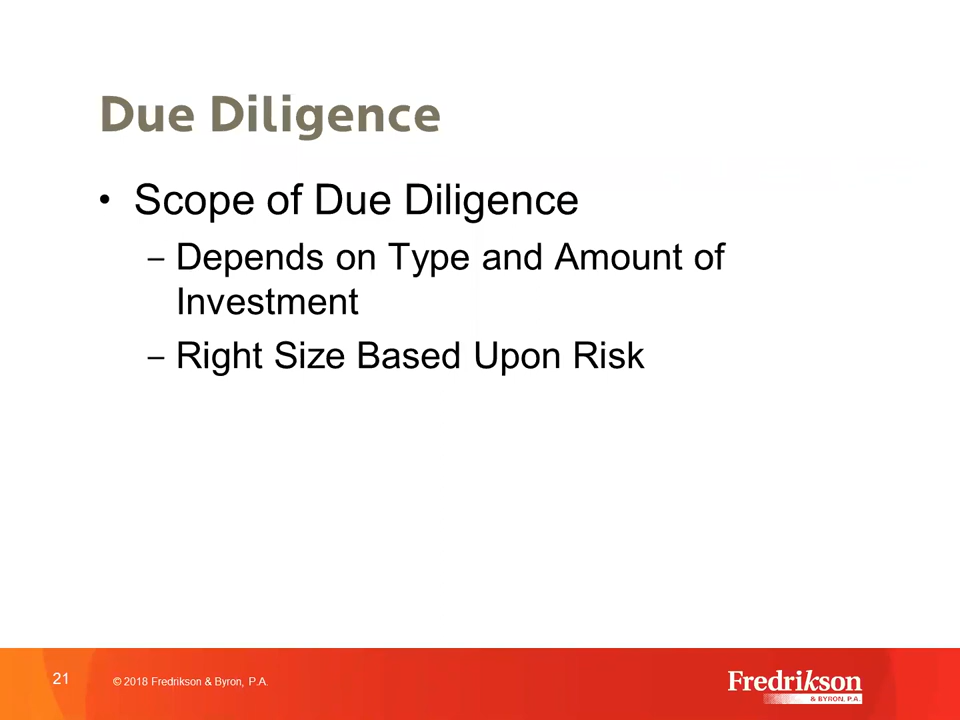 Due Diligence
• Scope of Due Diligence
– Depends on Type and Amount of
Investment
– Right Size Based Upon Risk
21
© 2018 Fredrikson & Byron, P.A.
Fredrikson
& BYRON, P.A.